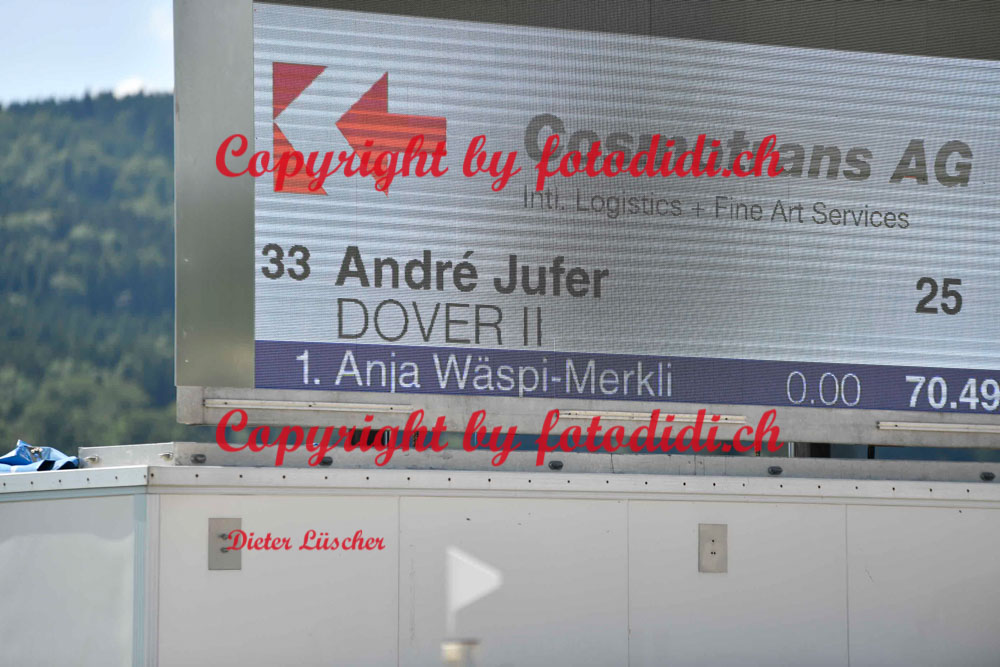 Cosmotrans AG
Intl. Logistics + Fine Art Services
Copyright by fotodidi.ch
33 André Jufer 25
DOVER II
1. Anja Wäspi-Merkli 0.00 70.49
Copyright by fotodidi.ch
Dieter Lüscher